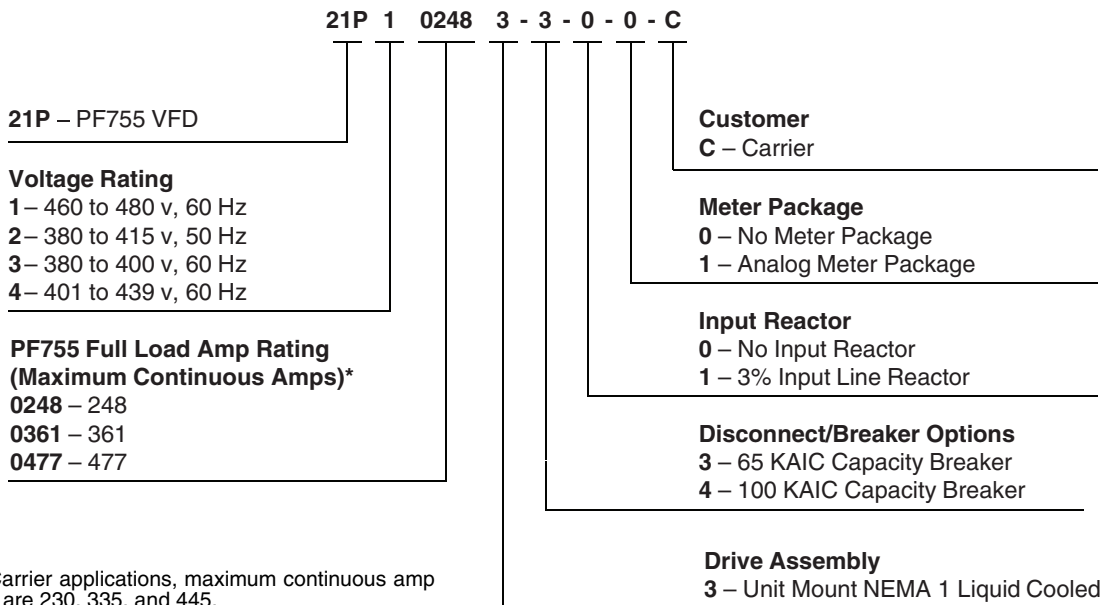 21P 1 0248 3 - 3 - 0 - 0 - C
21P – PF755 VFD
Voltage Rating
1 – 460 to 480 v, 60 Hz
2 – 380 to 415 v, 50 Hz
3 – 380 to 400 v, 60 Hz
4 – 401 to 439 v, 60 Hz
PF755 Full Load Amp Rating
(Maximum Continuous Amps)*
0248 – 248
0361 – 361
0477 – 477
Carrier applications, maximum continuous amp
are 230, 335, and 445.
Customer
C – Carrier
Meter Package
0 – No Meter Package
1 – Analog Meter Package
Input Reactor
0 – No Input Reactor
1 – 3% Input Line Reactor
Disconnect/Breaker Options
3 – 65 KAIC Capacity Breaker
4 – 100 KAIC Capacity Breaker
Drive Assembly
3 – Unit Mount NEMA 1 Liquid Cooled